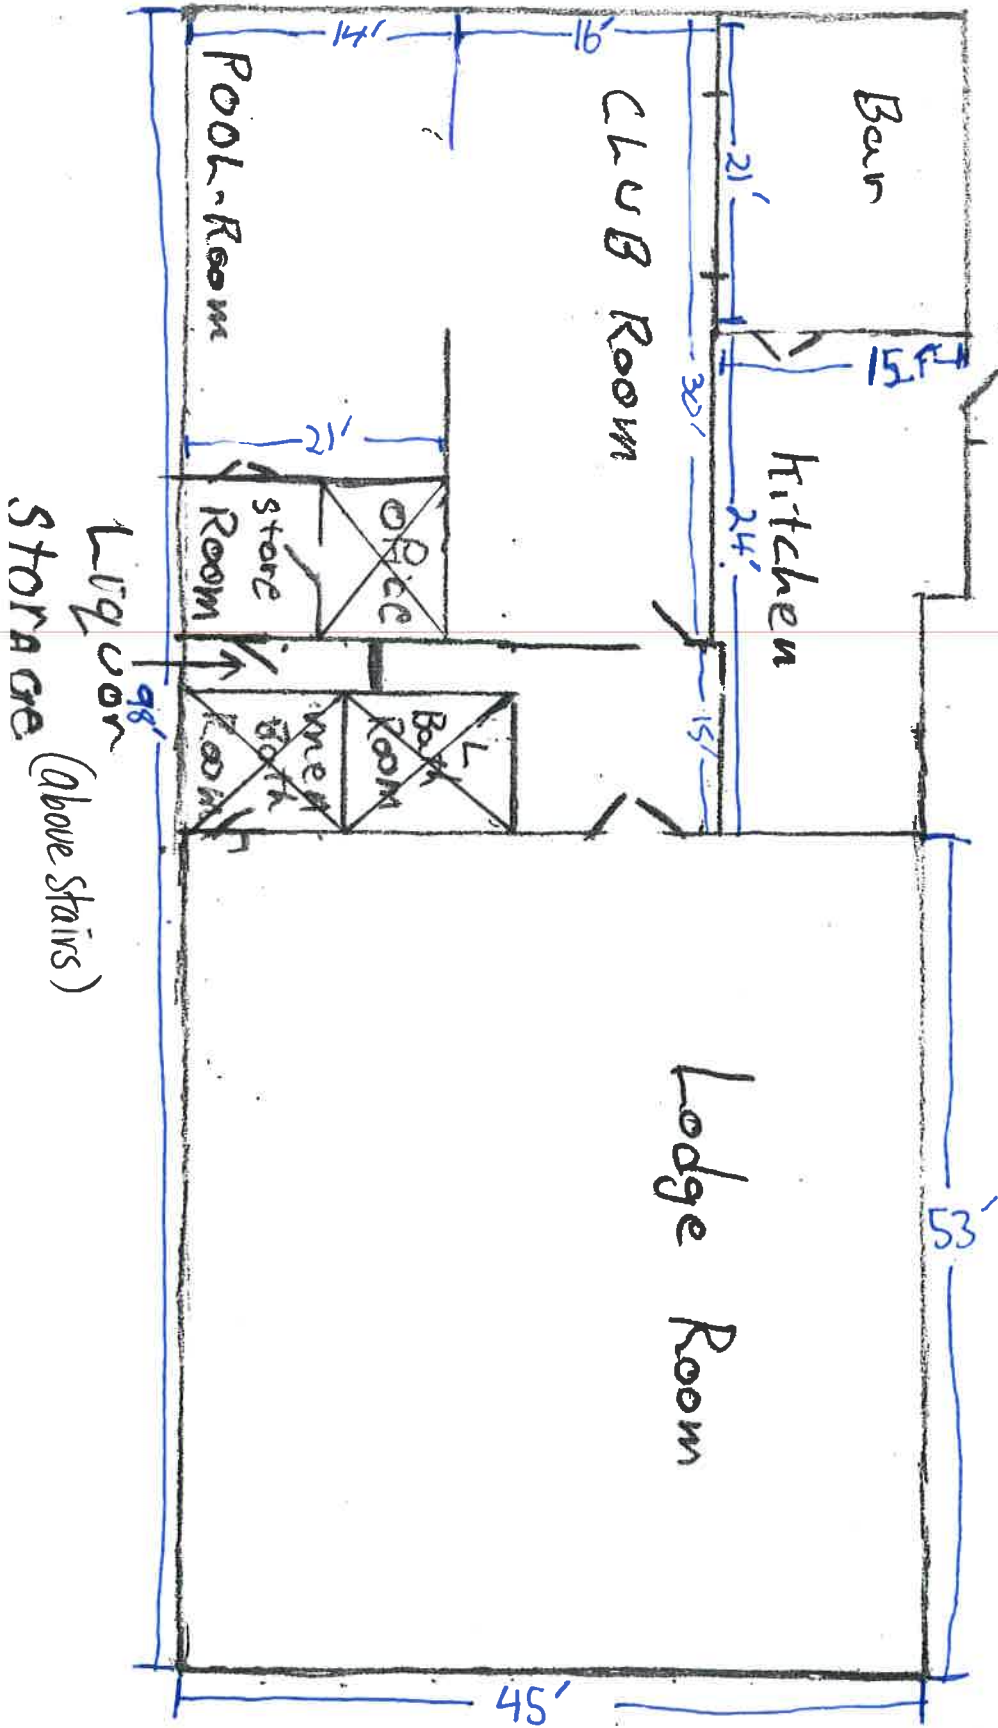 14'
16'
Bar
21'
CLUB Room
POOL-Room
15 FT
30'
21'
Kitchen
24'
Store
Room
Liquor
Storage
(above Stairs)
98'
15'
L
Bath
Room
men
Bath
Room
Lodge Room
53'
45'